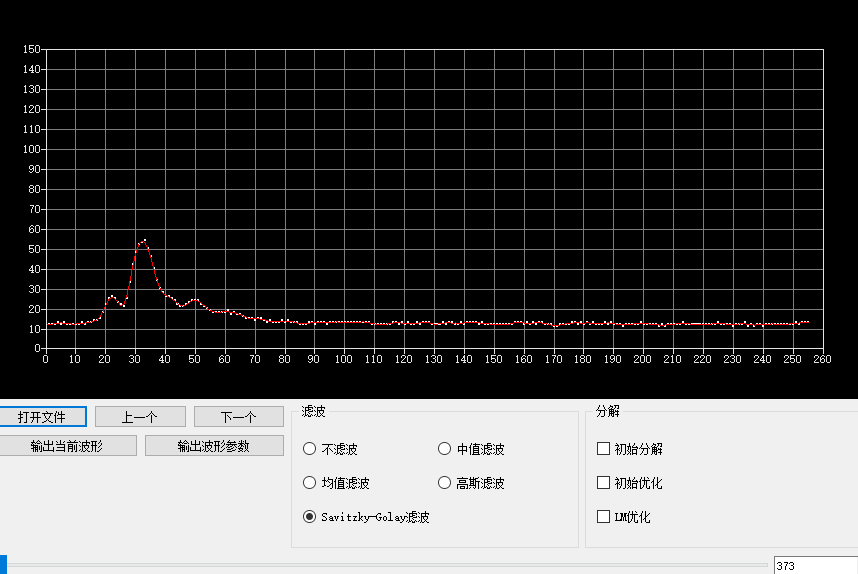 150
140
130
120
110
100
90
80
70
60
50
40
30
20
10
0
0 10 20 30 40 50 60 70 80 90 100 110 120 130 140 150 160 170 180 190 200 210 220 230 240 250 260
打开文件 上一个 下一个
输出当前波形 输出波形参数
滤波
不滤波 中值滤波
均值滤波 高斯滤波
Savitzky-Golay滤波
分解
初始分解
初始优化
LM优化
373